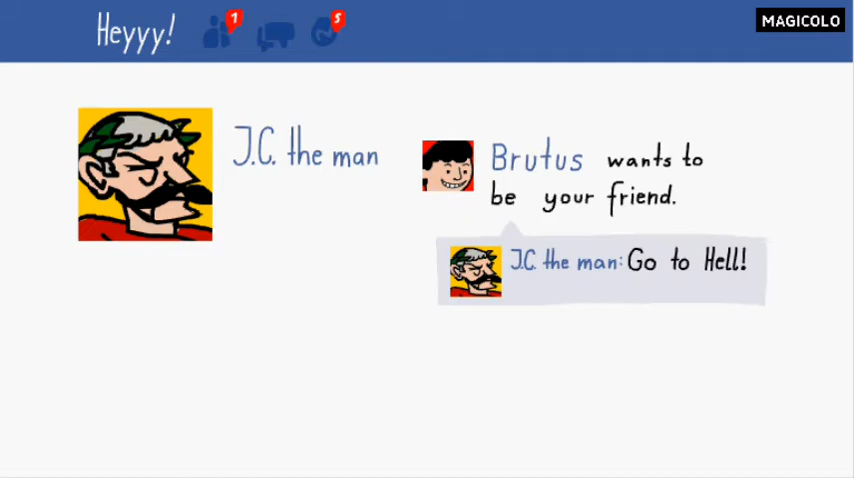 Heyyy!
1
5
MAGICOLO
J.C. the man
Brutus wants to
be your friend.
J.C. the man: Go to Hell!